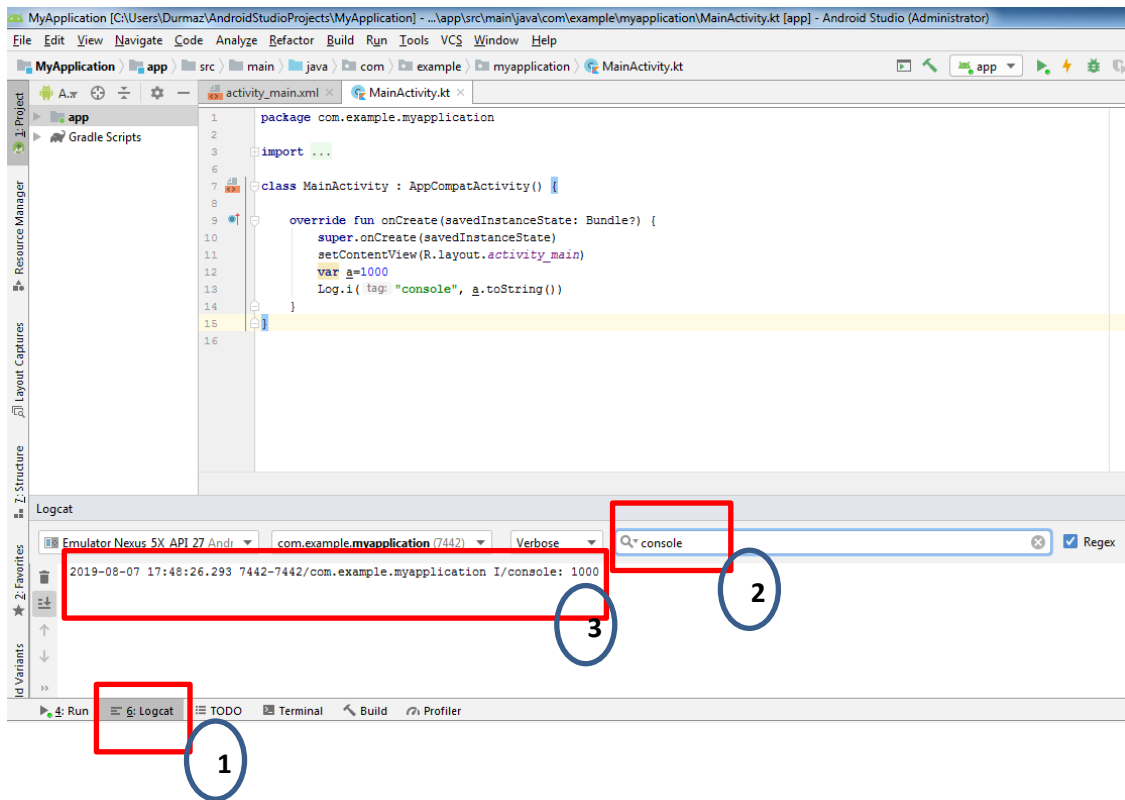 MyApplication [C:\Users\Durmaz\AndroidStudioProjects\MyApplication] - ...\app\src\main\java\com\example\myapplication\MainActivity.kt [app] - Android Studio (Administrator)
File Edit View Navigate Code Analyze Refactor Build Run Tools VCS Window Help
MyApplication app src main java com example myapplication MainActivity.kt app
1: Project
Resource Manager
Layout Captures
7: Structure
2: Favorites
ld Variants
activity_main.xml MainActivity.kt
app
Gradle Scripts
1 package com.example.myapplication
2
3 import ...
6
7 class MainActivity : AppCompatActivity() {
8
9 override fun onCreate(savedInstanceState: Bundle?) {
10 super.onCreate(savedInstanceState)
11 setContentView(R.layout.activity_main)
12 var a=1000
13 Log.i( tag: "console", a.toString())
14 }
15 }
16
Logcat
Emulator Nexus 5X API 27 Andr com.example.myapplication (7442) Verbose console Regex
2019-08-07 17:48:26.293 7442-7442/com.example.myapplication I/console: 1000
2
3
4: Run 6: Logcat TODO Terminal Build Profiler
1